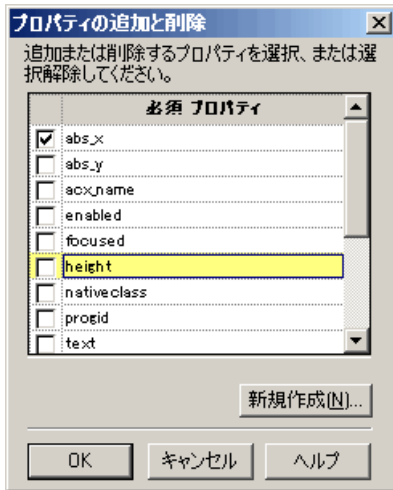 プロパティの追加と削除
追加または削除するプロパティを選択、または選
択解除してください。
必須 プロパティ
abs_x
abs_y
acx_name
enabled
focused
height
nativeclass
progid
text
新規作成(N)...
OK
キャンセル
ヘルプ